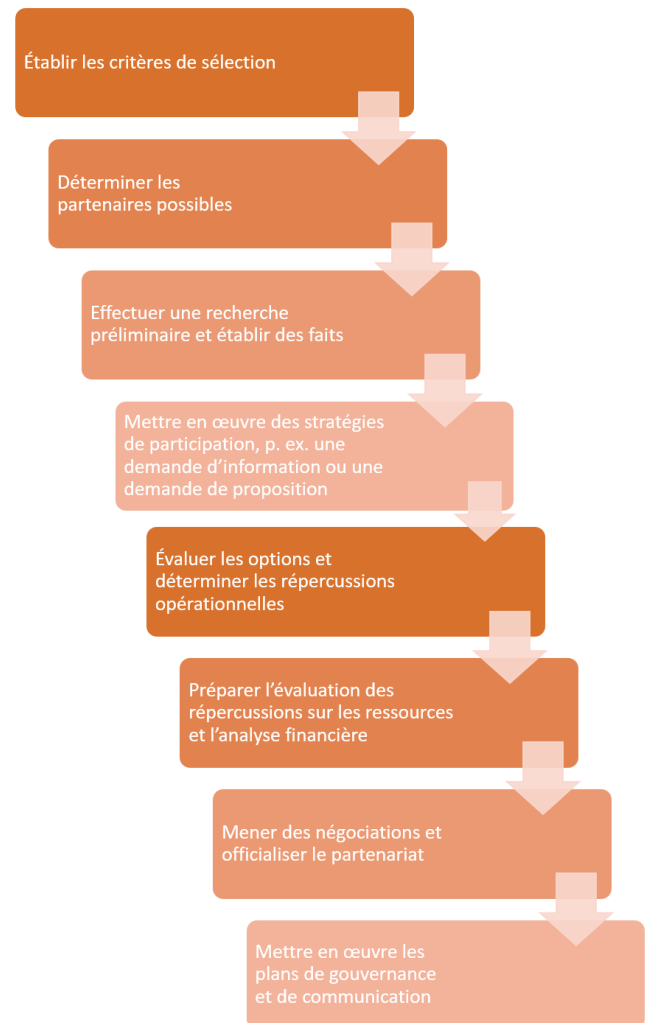 Établir les critères de sélection
Déterminer les
partenaires possibles
Effectuer une recherche
préliminaire et établir des faits
Mettre en œuvre des stratégies
de participation, p. ex. une
demande d’information ou une
demande de proposition
Évaluer les options et
déterminer les répercussions
opérationnelles
Préparer l’évaluation des
répercussions sur les ressources
et l’analyse financière
Mener des négociations et
officialiser le partenariat
Mettre en œuvre les
plans de gouvernance
et de communication